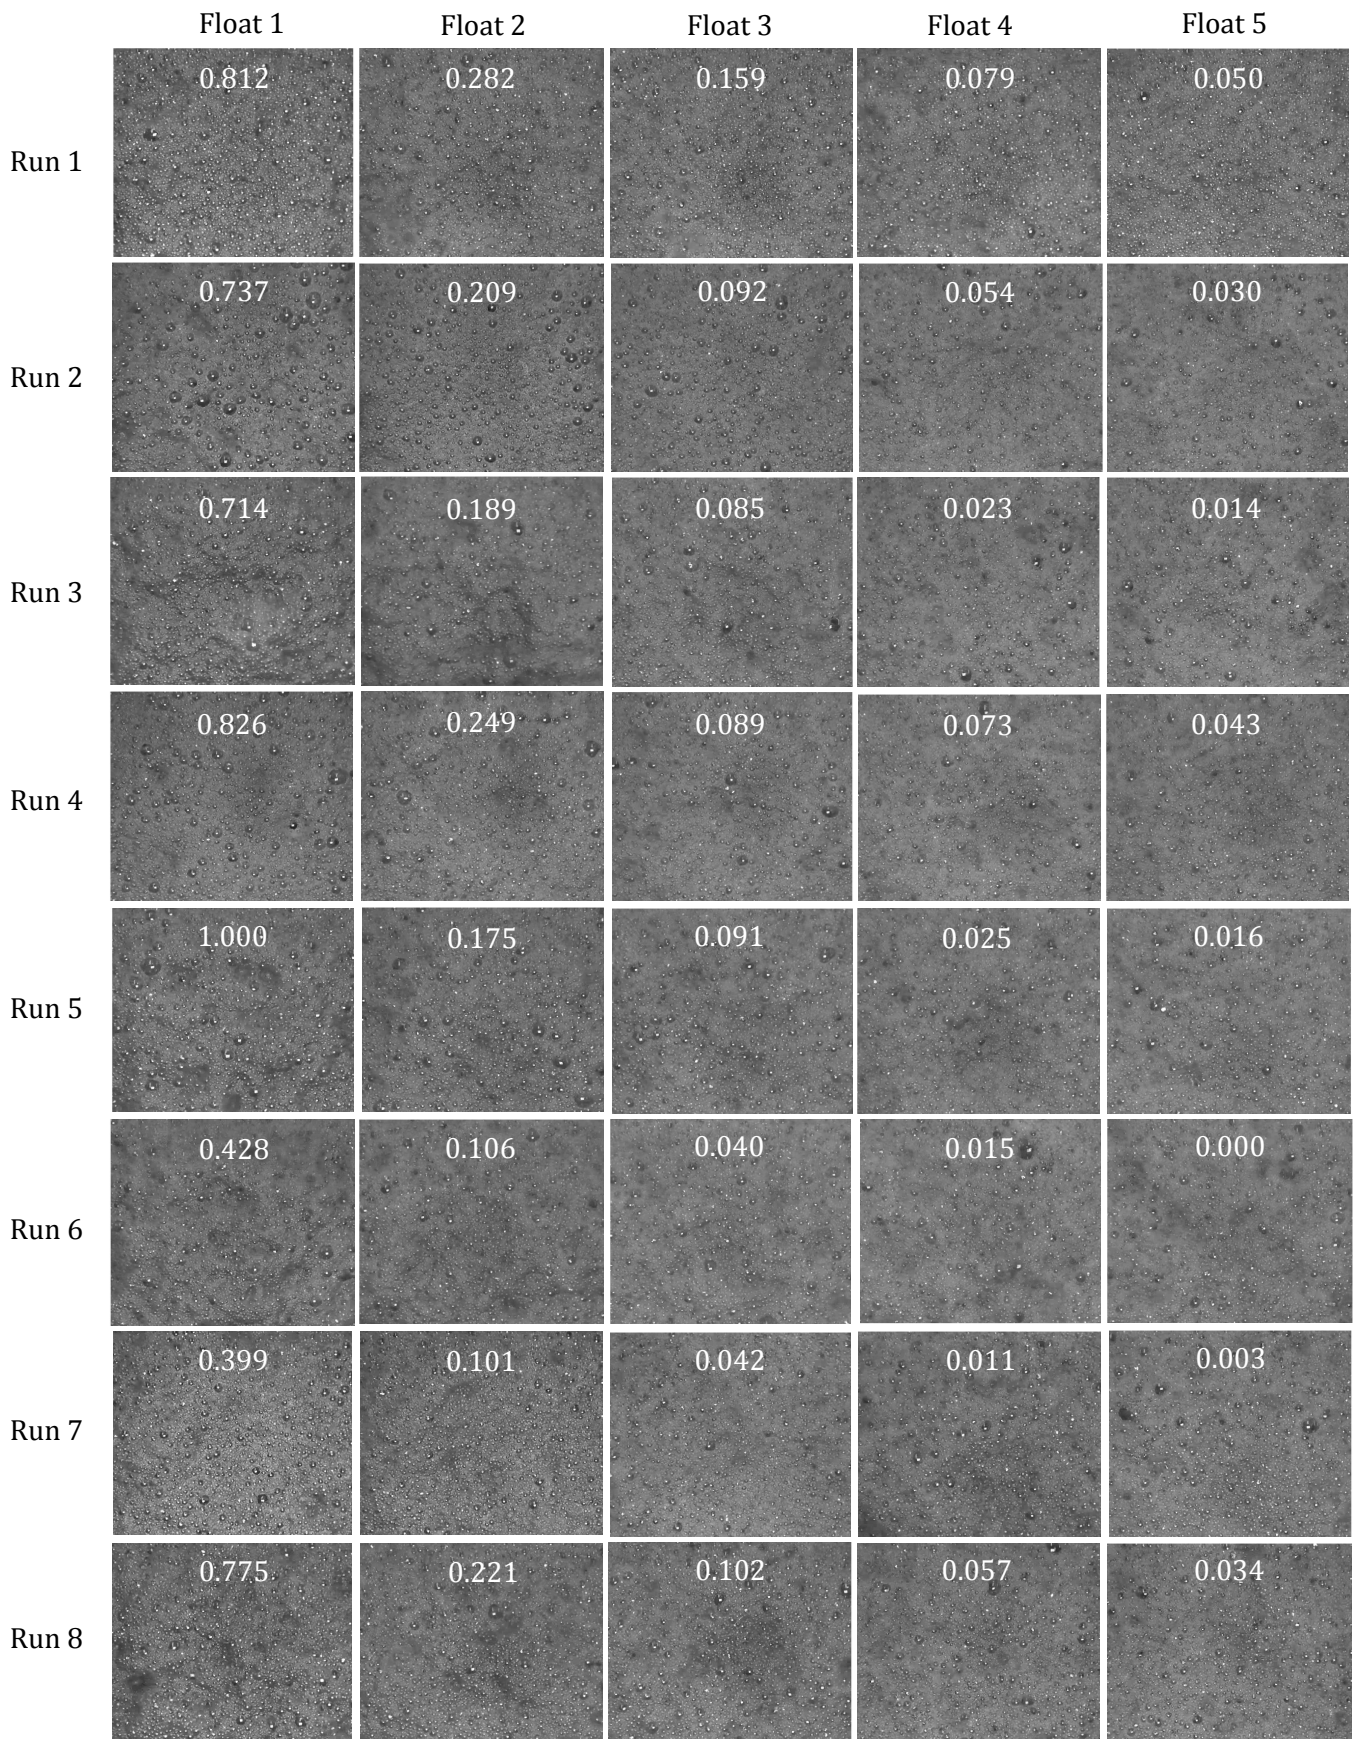 Float 1 Float 2 Float 3 Float 4 Float 5
Run 1 0.812 0.282 0.159 0.079 0.050
Run 2 0.737 0.209 0.092 0.054 0.030
Run 3 0.714 0.189 0.085 0.023 0.014
Run 4 0.826 0.249 0.089 0.073 0.043
Run 5 1.000 0.175 0.091 0.025 0.016
Run 6 0.428 0.106 0.040 0.015 0.000
Run 7 0.399 0.101 0.042 0.011 0.003
Run 8 0.775 0.221 0.102 0.057 0.034